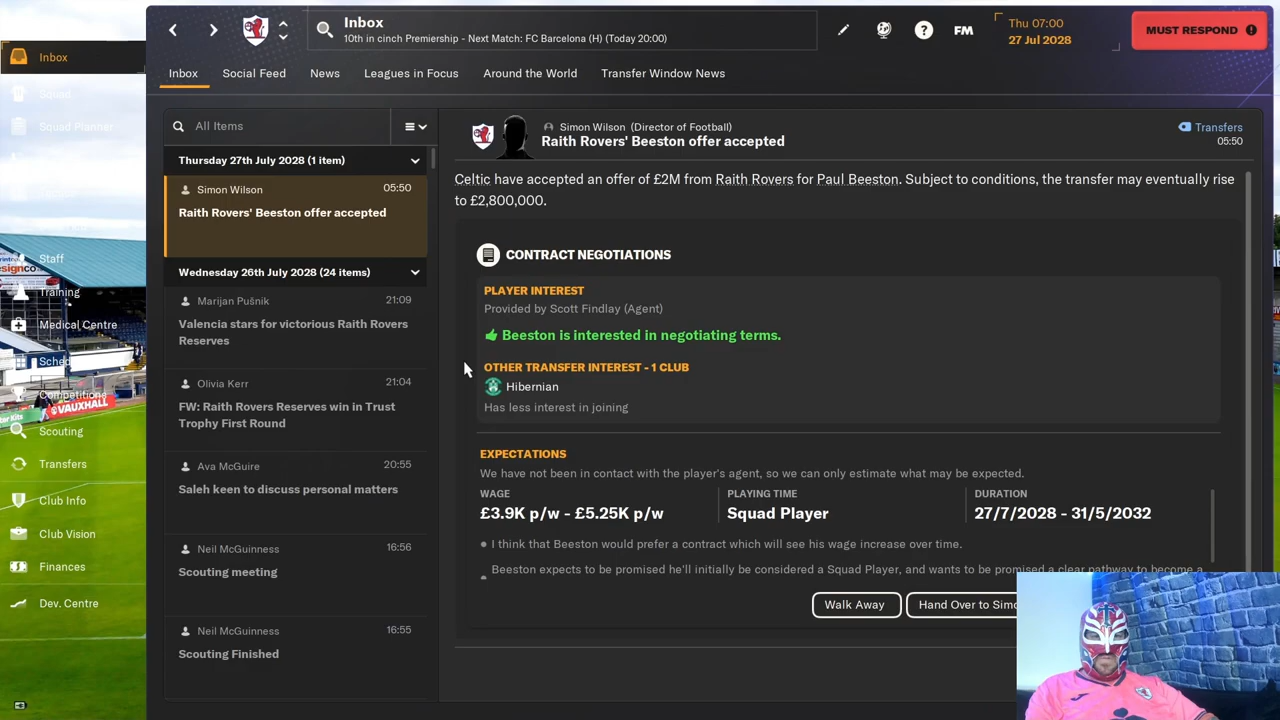 Inbox
10th in cinch Premiership - Next Match: FC Barcelona (H) (Today 20:00)
?
FM
Thu 07:00
27 Jul 2028
MUST RESPOND
Inbox
Squad
Squad Planner
Staff
Training
Medical Centre
Sched
Competitions
VAUXHALL
Scouting
Transfers
Club Info
Club Vision
Finances
Dev. Centre
Inbox
Social Feed
News
Leagues in Focus
Around the World
Transfer Window News
All Items
Thursday 27th July 2028 (1 item)
Simon Wilson
05:50
Raith Rovers' Beeston offer accepted
Wednesday 26th July 2028 (24 items)
Marijan Pušnik
21:09
Valencia stars for victorious Raith Rovers
Reserves
Olivia Kerr
21:04
FW: Raith Rovers Reserves win in Trust
Trophy First Round
Ava McGuire
20:55
Saleh keen to discuss personal matters
Neil McGuinness
16:56
Scouting meeting
Neil McGuinness
16:55
Scouting Finished
Simon Wilson (Director of Football)
Raith Rovers' Beeston offer accepted
Transfers
05:50
Celtic have accepted an offer of £2M from Raith Rovers for Paul Beeston. Subject to conditions, the transfer may eventually rise
to £2,800,000.
CONTRACT NEGOTIATIONS
PLAYER INTEREST
Provided by Scott Findlay (Agent)
Beeston is interested in negotiating terms.
OTHER TRANSFER INTEREST - 1 CLUB
Hibernian
Has less interest in joining
EXPECTATIONS
We have not been in contact with the player's agent, so we can only estimate what may be expected.
WAGE
PLAYING TIME
DURATION
£3.9K p/w - £5.25K p/w
Squad Player
27/7/2028 - 31/5/2032
I think that Beeston would prefer a contract which will see his wage increase over time.
Beeston expects to be promised he'll initially be considered a Squad Player, and wants to be promised a clear pathway to become a
Walk Away
Hand Over to Simo